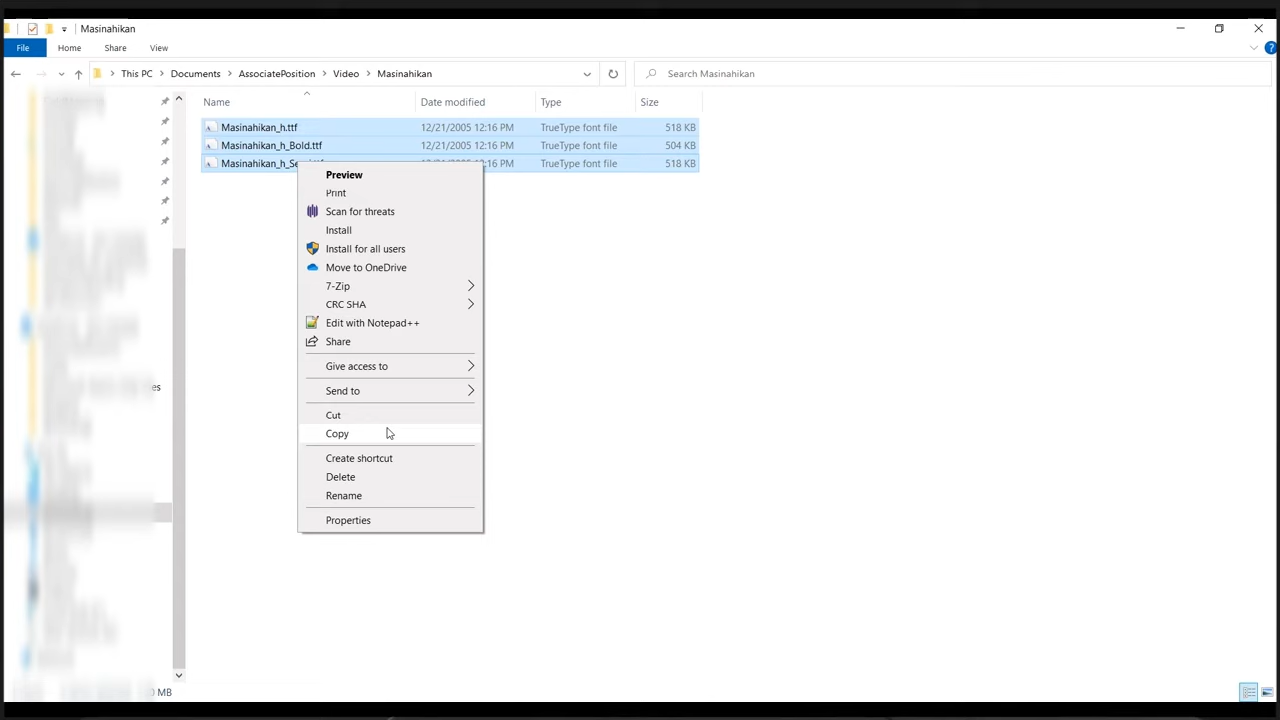 Masinahikan
File Home Share View
This PC Documents AssociatePosition Video Masinahikan
Search Masinahikan
Name Date modified Type Size
Masinahikan_h.ttf 12/21/2005 12:16 PM TrueType font file 518 KB
Masinahikan_h_Bold.ttf 12/21/2005 12:16 PM TrueType font file 504 KB
TrueType font file 518 KB
Preview
Print
Scan for threats
Install
Install for all users
Move to OneDrive
7-Zip
CRC SHA
Edit with Notepad++
Share
Give access to
Send to
Cut
Copy
Create shortcut
Delete
Rename
Properties
MB